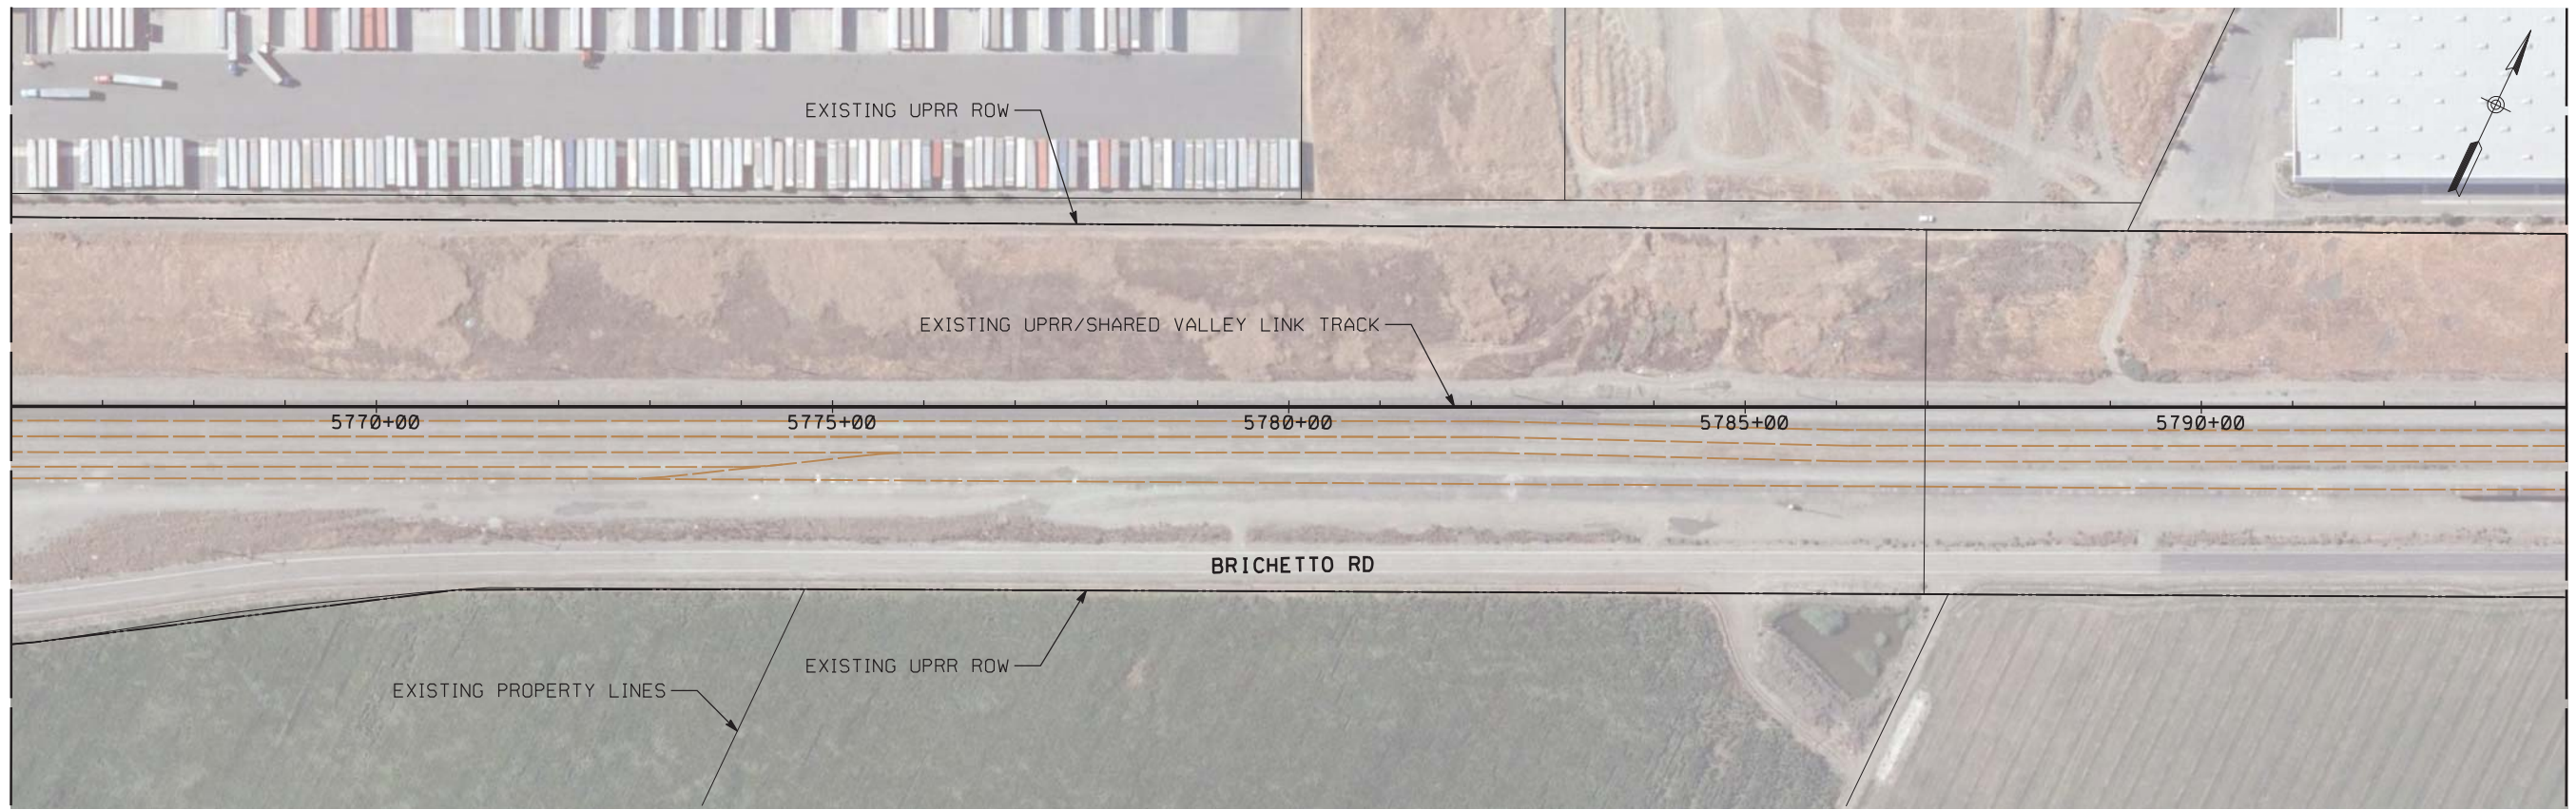 EXISTING UPRR ROW
EXISTING UPRR/SHARED VALLEY LINK TRACK
5770+00
5775+00
5780+00
5785+00
5790+00
BRICHETTO RD
EXISTING UPRR ROW
EXISTING PROPERTY LINES